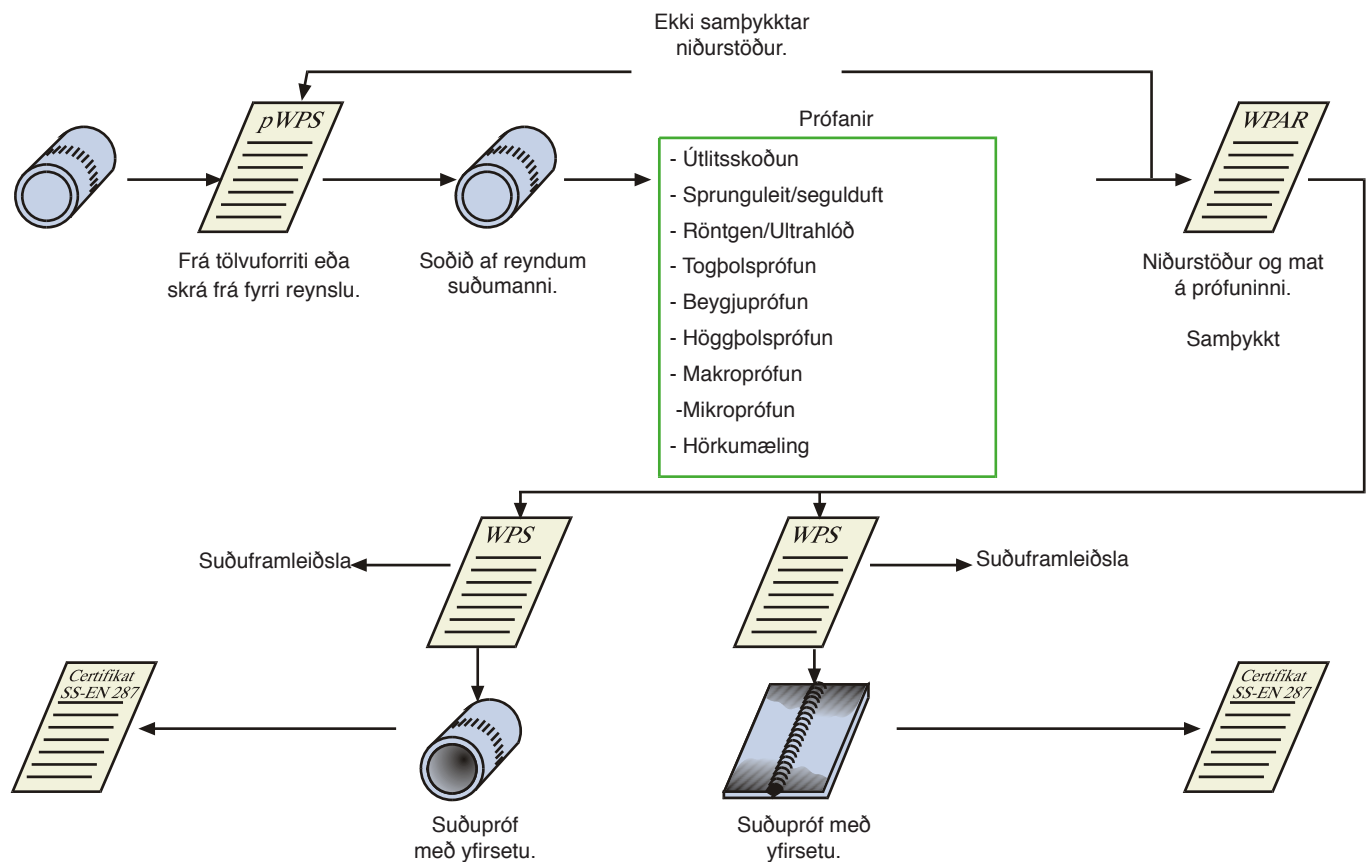 Ekki samþykktar
niðurstöður.
pWPS
Prófanir
WPAR
- Útlitsskoðun
- Sprunguleit/segulduft
- Röntgen/Ultrahlóð
- Togþolsprófun
- Beygjuprófun
- Höggþolsprófun
- Makroprófun
-Mikroprófun
- Hörkumæling
Frá tölvuforriti eða
skrá frá fyrri reynslu.
Soðið af reyndum
suðumanni.
Niðurstöður og mat
á prófuninni.
Samþykkt
WPS
WPS
Suðuframleiðsla
Suðuframleiðsla
Certifikat
SS-EN 287
Certifikat
SS-EN 287
Suðupróf
með yfirsetu.
Suðupróf með
yfirsetu.